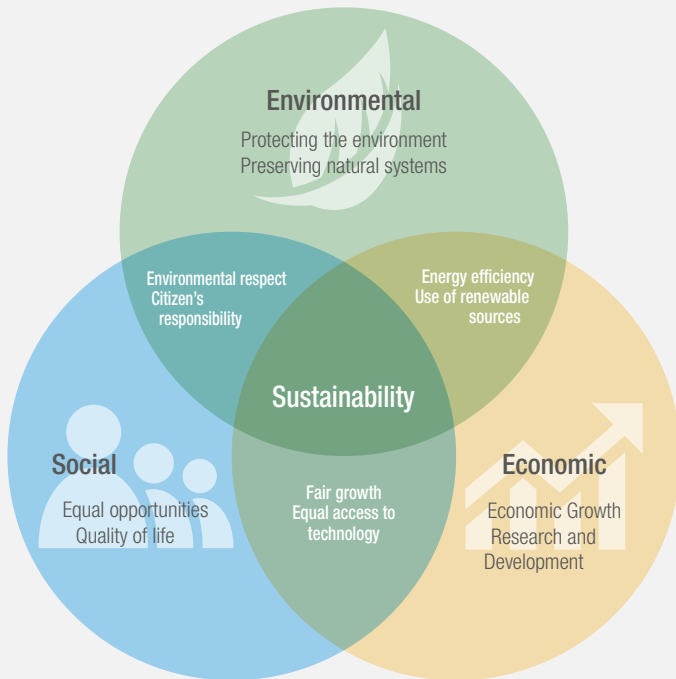 Environmental
Protecting the environment
Preserving natural systems
Environmental respect
Citizen's
responsibility
Energy efficiency
Use of renewable
sources
Sustainability
Social
Equal opportunities
Quality of life
Fair growth
Equal access to
technology
Economic
Economic Growth
Research and
Development